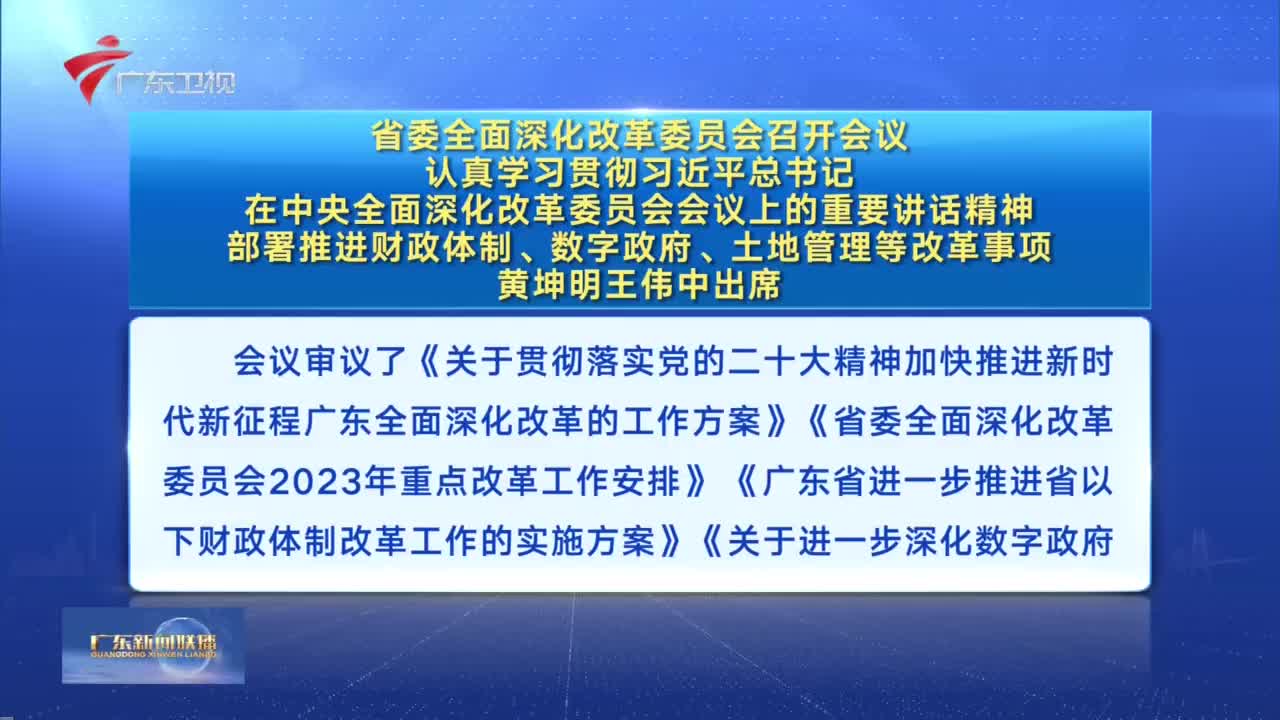 广东卫视
省委全面深化改革委员会召开会议
认真学习贯彻习近平总书记
在中央全面深化改革委员会会议上的重要讲话精神
部署推进财政体制、数字政府、土地管理等改革事项
黄坤明王伟中出席
会议审议了《关于贯彻落实党的二十大精神加快推进新时
代新征程广东全面深化改革的工作方案》《省委全面深化改革
委员会2023年重点改革工作安排》《广东省进一步推进省以
下财政体制改革工作的实施方案》《关于进一步深化数字政府
广东新闻联播
GUANGDONG XINWEN LIANBO